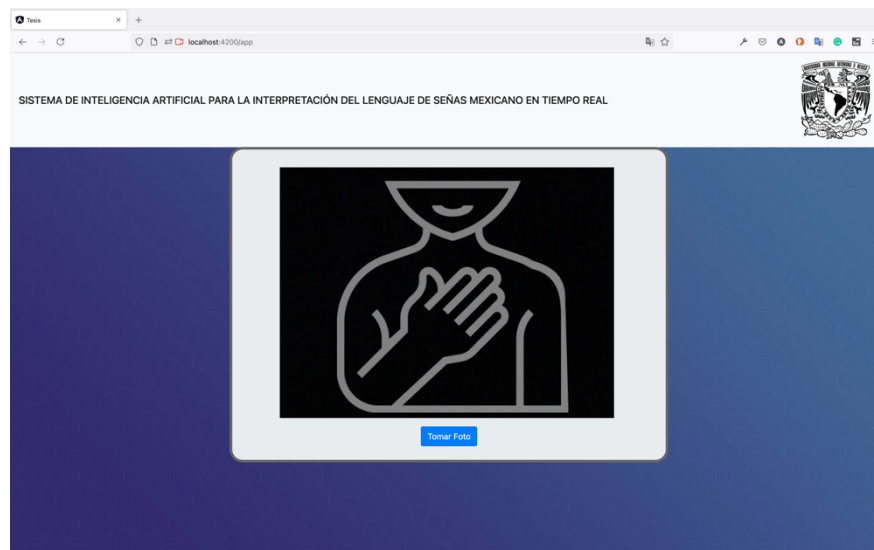 Tesis
localhost:4200/app
SISTEMA DE INTELIGENCIA ARTIFICIAL PARA LA INTERPRETACIÓN DEL LENGUAJE DE SEÑAS MEXICANO EN TIEMPO REAL
Tomar Foto